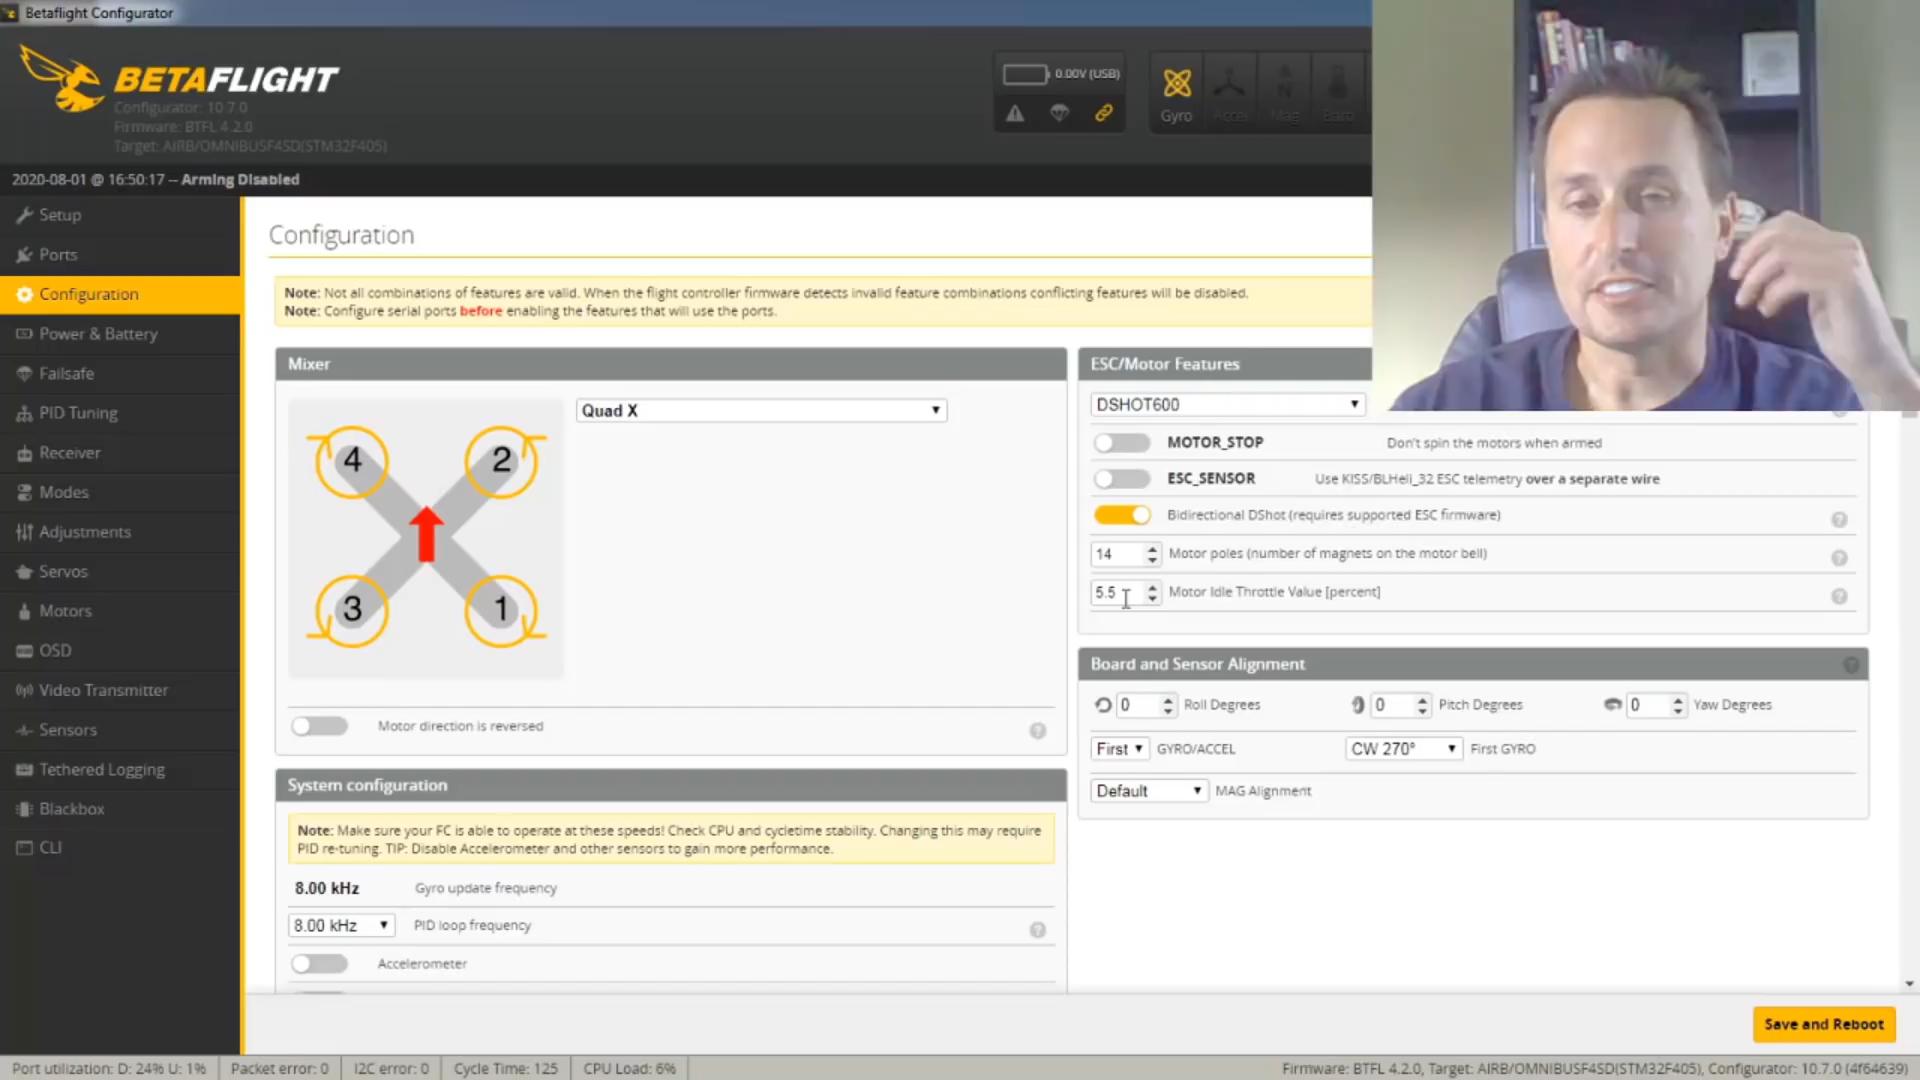 Betaflight Configurator
BETAFLIGHT
Configurator: 10.7.0
Firmware: BTFL 4.2.0
Target: AIRB/OMNIBUSF4SD(STM32F405)
0.00V (USB)
Gyro
Accel
Mag
Baro
2020-08-01 @ 16:50:17 -- Arming Disabled
Setup
Ports
Configuration
Power & Battery
Failsafe
PID Tuning
Receiver
Modes
Adjustments
Servos
Motors
OSD
Video Transmitter
Sensors
Tethered Logging
Blackbox
CLI
Configuration
Note: Not all combinations of features are valid. When the flight controller firmware detects invalid feature combinations conflicting features will be disabled.
Note: Configure serial ports before enabling the features that will use the ports.
Mixer
Quad X
4
2
3
1
Motor direction is reversed
System configuration
Note: Make sure your FC is able to operate at these speeds! Check CPU and cycletime stability. Changing this may require
PID re-tuning. TIP: Disable Accelerometer and other sensors to gain more performance.
8.00 kHz Gyro update frequency
8.00 kHz PID loop frequency
Accelerometer
ESC/Motor Features
DSHOT600
MOTOR_STOP Don't spin the motors when armed
ESC_SENSOR Use KISS/BLHeli_32 ESC telemetry over a separate wire
Bidirectional DShot (requires supported ESC firmware)
14 Motor poles (number of magnets on the motor bell)
5.5 Motor Idle Throttle Value [percent]
Board and Sensor Alignment
0 Roll Degrees 0 Pitch Degrees 0 Yaw Degrees
First GYRO/ACCEL CW 270° First GYRO
Default MAG Alignment
Save and Reboot
Port utilization: D: 24% U: 1% Packet error: 0 I2C error: 0 Cycle Time: 125 CPU Load: 6%
Firmware: BTFL 4.2.0, Target: AIRB/OMNIBUSF4SD(STM32F405), Configurator: 10.7.0 (4f64639)